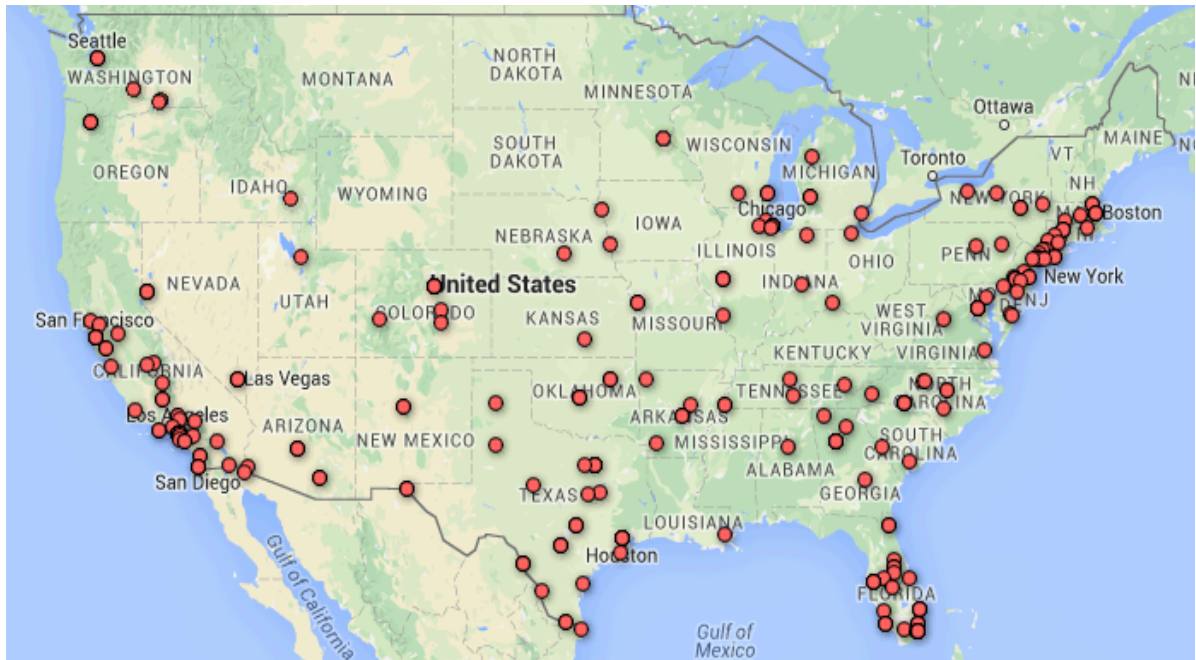 Seattle
WASHINGTON
MONTANA
NORTH
DAKOTA
MINNESOTA
Ottawa
MAINE
OREGON
IDAHO
WYOMING
SOUTH
DAKOTA
WISCONSIN
MICHIGAN
Toronto
VT
NH
NEW YORK
Boston
Chicago
IOWA
NEBRASKA
ILLINOIS
INDIANA
OHIO
PENN
RI
New York
NJ
NEVADA
UTAH
COLORADO
United States
KANSAS
MISSOURI
WEST
VIRGINIA
San Francisco
CALIFORNIA
Las Vegas
KENTUCKY
VIRGINIA
Los Angeles
ARIZONA
NEW MEXICO
OKLAHOMA
ARKANSAS
TENNESSEE
NORTH
CAROLINA
MISSISSIPPI
ALABAMA
SOUTH
CAROLINA
San Diego
TEXAS
LOUISIANA
GEORGIA
Houston
FLORIDA
Gulf of California
Gulf of
Mexico